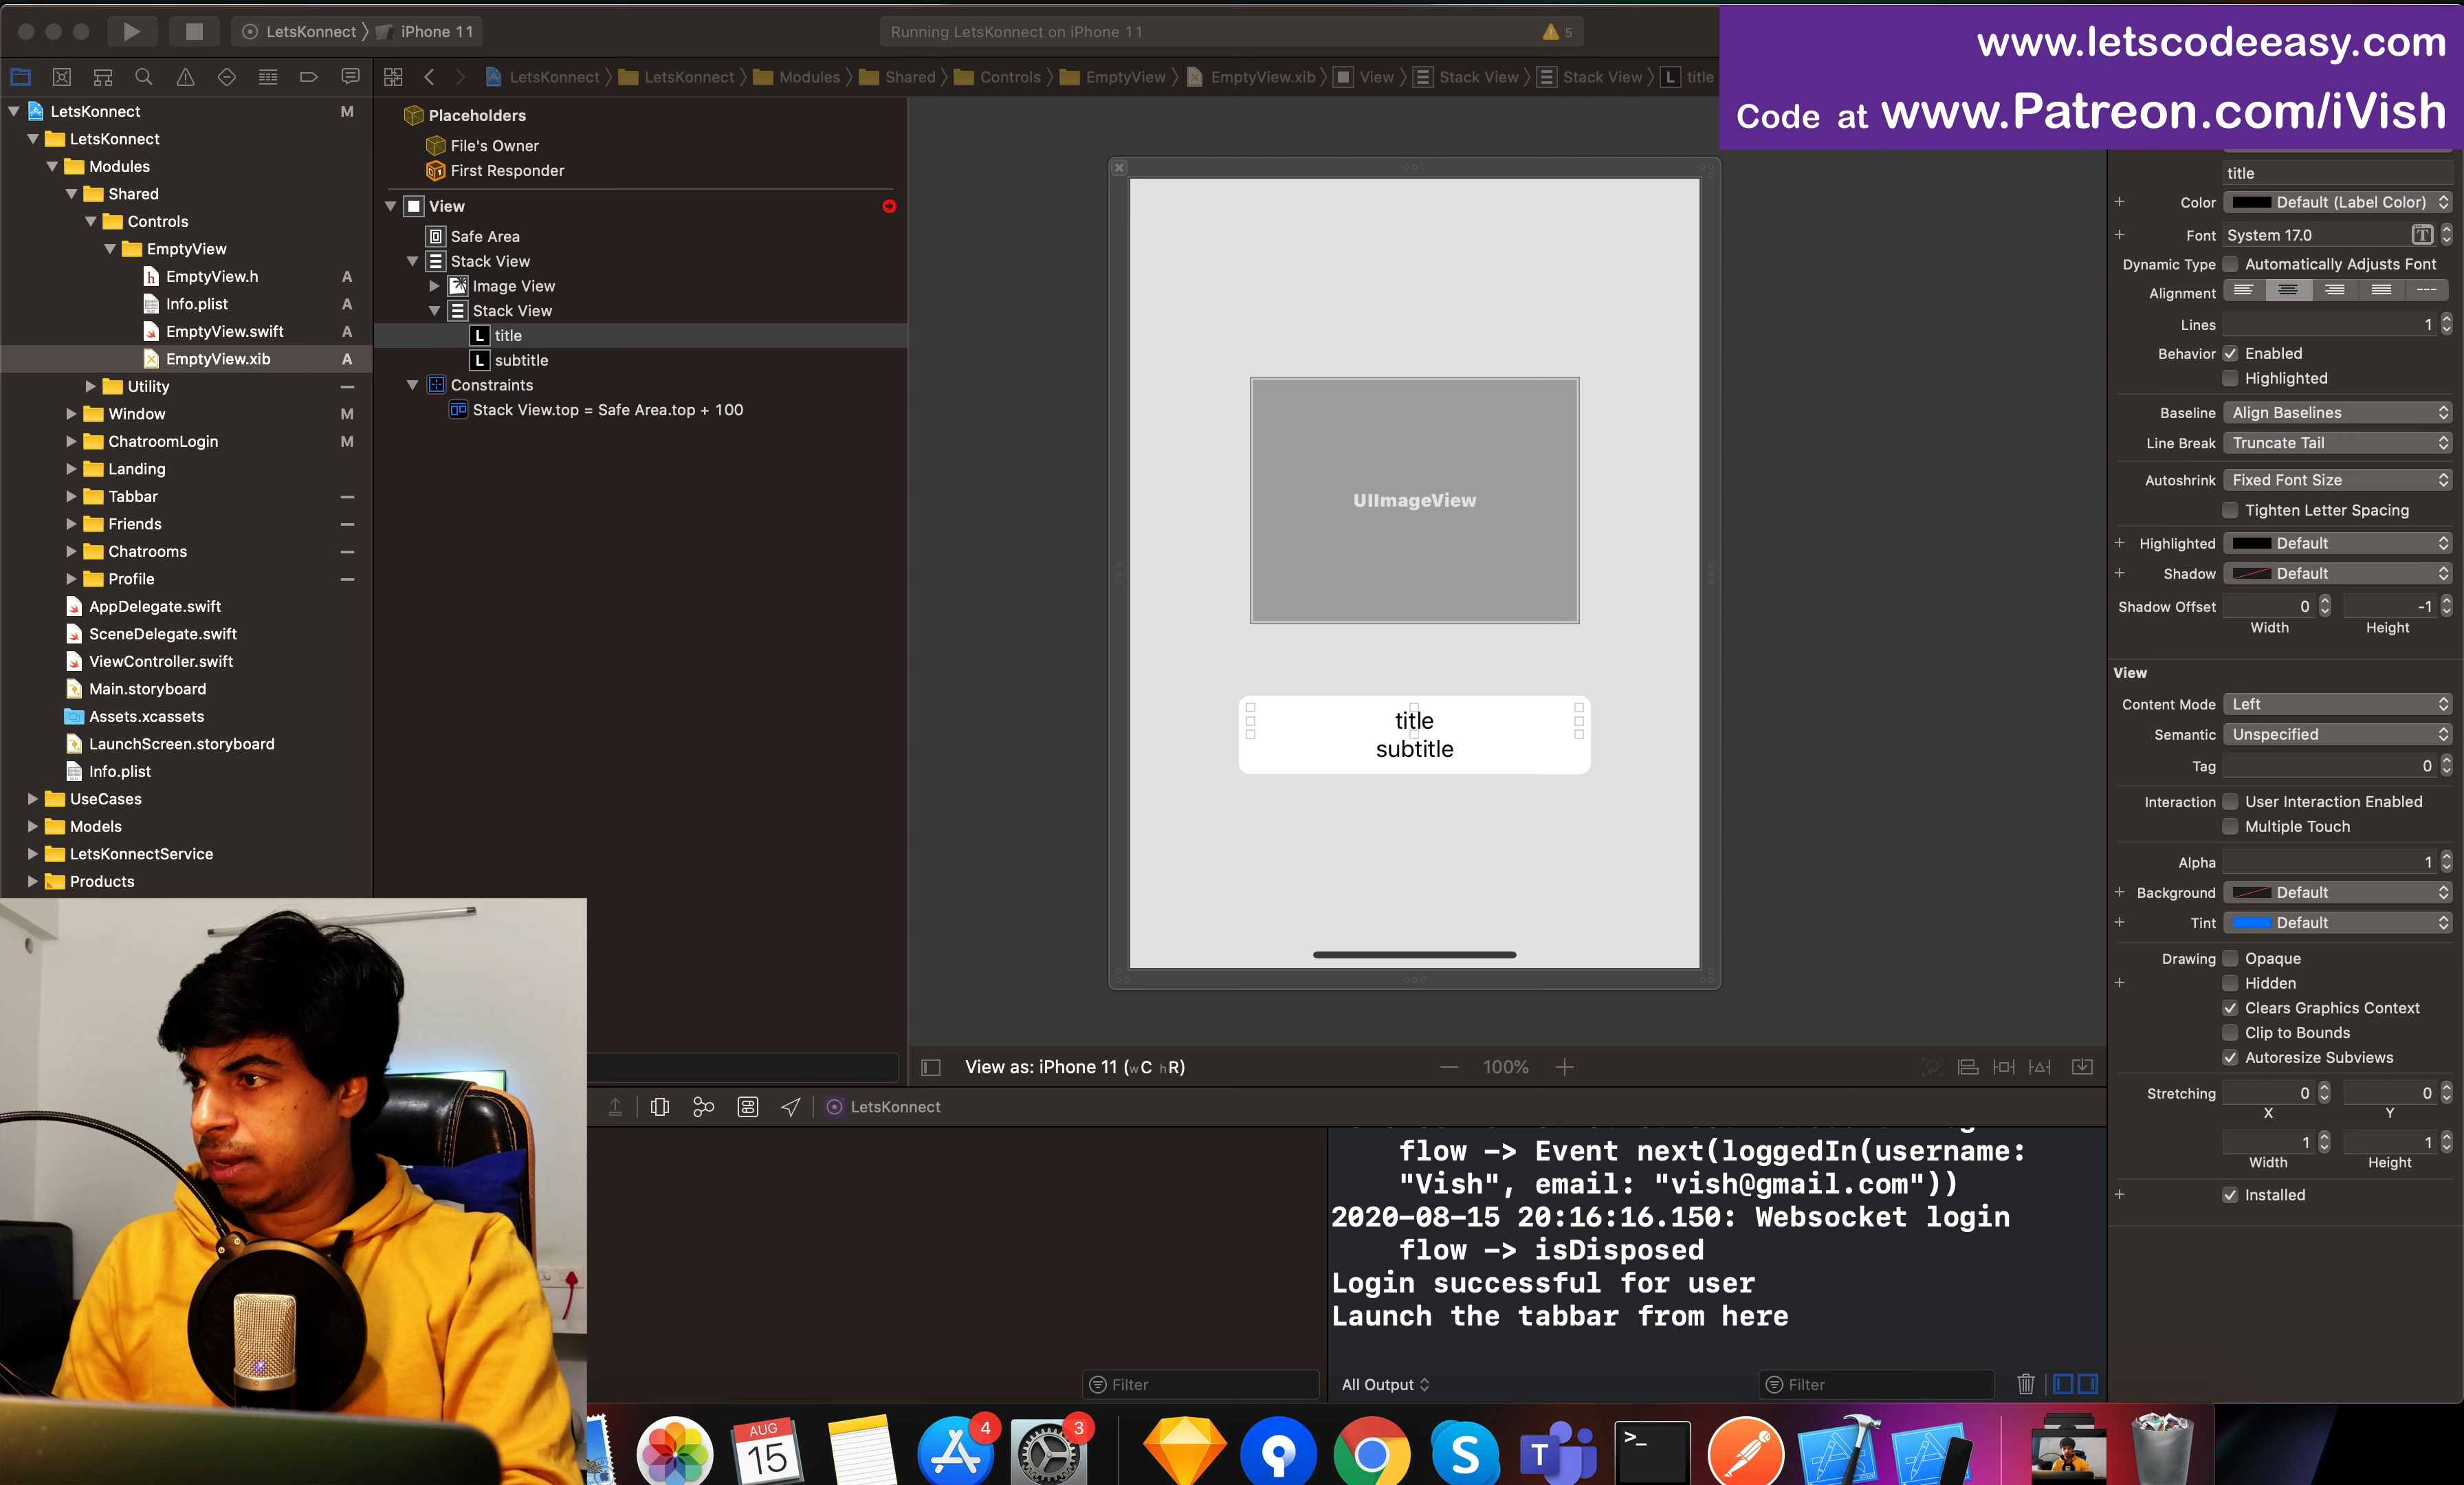 LetsKonnect
iPhone 11
Running LetsKonnect on iPhone 11
5
www.letscodeeasy.com
Code at www.Patreon.com/iVish
LetsKonnect
LetsKonnect
Modules
Shared
Controls
EmptyView
EmptyView.xib
View
Stack View
Stack View
L title
LetsKonnect M
LetsKonnect
Modules
Shared
Controls
EmptyView
EmptyView.h A
Info.plist A
EmptyView.swift A
EmptyView.xib A
Utility
Window M
ChatroomLogin M
Landing
Tabbar
Friends
Chatrooms
Profile
AppDelegate.swift
SceneDelegate.swift
ViewController.swift
Main.storyboard
Assets.xcassets
LaunchScreen.storyboard
Info.plist
UseCases
Models
LetsKonnectService
Products
Placeholders
File's Owner
First Responder
View
Safe Area
Stack View
Image View
Stack View
L title
L subtitle
Constraints
Stack View.top = Safe Area.top + 100
UIImageView
title
subtitle
View as: iPhone 11 (wC hR)
100%
title
Color Default (Label Color)
Font System 17.0
Dynamic Type Automatically Adjusts Font
Alignment
Lines 1
Behavior Enabled
Highlighted
Baseline Align Baselines
Line Break Truncate Tail
Autoshrink Fixed Font Size
Tighten Letter Spacing
Highlighted Default
Shadow Default
Shadow Offset 0 -1
Width Height
View
Content Mode Left
Semantic Unspecified
Tag 0
Interaction User Interaction Enabled
Multiple Touch
Alpha 1
Background Default
Tint Default
Drawing Opaque
Hidden
Clears Graphics Context
Clip to Bounds
Autoresize Subviews
Stretching 0 0
X Y
1 1
Width Height
Installed
LetsKonnect
flow -> Event next(loggedIn(username:
"Vish", email: "vish@gmail.com"))
2020-08-15 20:16:16.150: Websocket login
flow -> isDisposed
Login successful for user
Launch the tabbar from here
Filter
All Output
Filter
AUG
15
4
3
S
T
>_